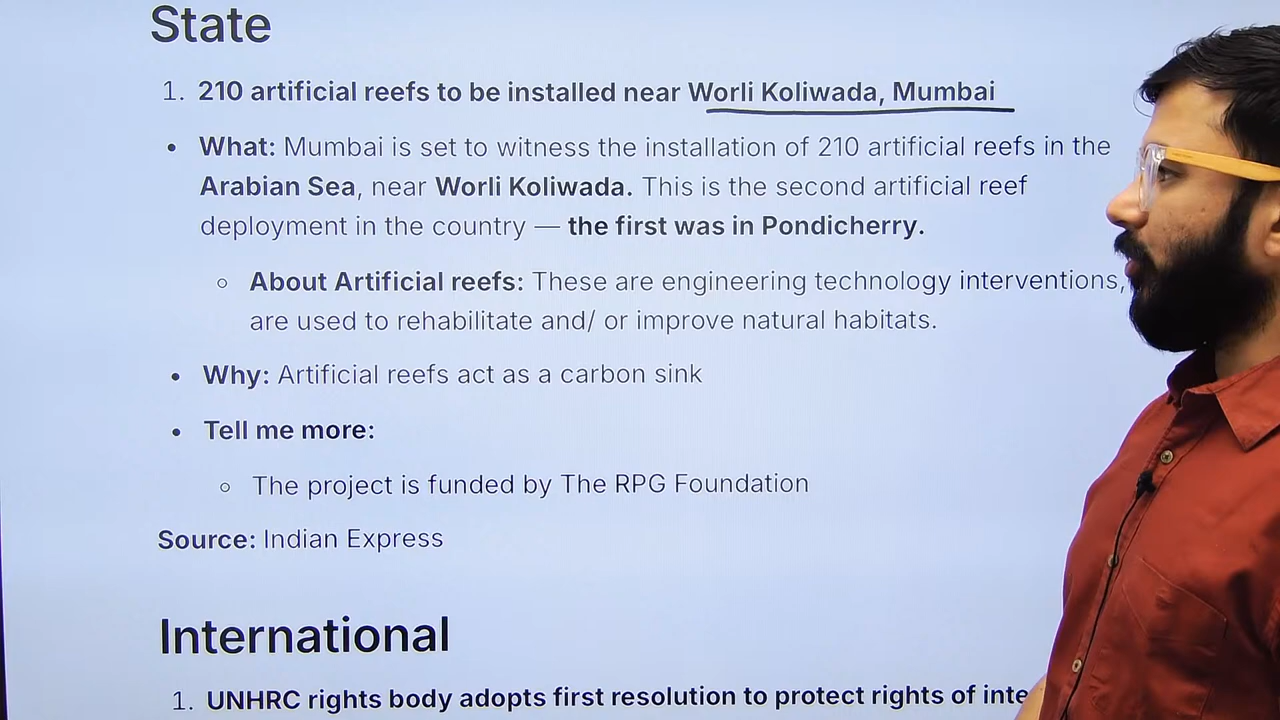 State
1. 210 artificial reefs to be installed near Worli Koliwada, Mumbai
• What: Mumbai is set to witness the installation of 210 artificial reefs in the
Arabian Sea, near Worli Koliwada. This is the second artificial reef
deployment in the country — the first was in Pondicherry.
○ About Artificial reefs: These are engineering technology interventions,
are used to rehabilitate and/ or improve natural habitats.
• Why: Artificial reefs act as a carbon sink
• Tell me more:
○ The project is funded by The RPG Foundation
Source: Indian Express
International
1. UNHRC rights body adopts first resolution to protect rights of